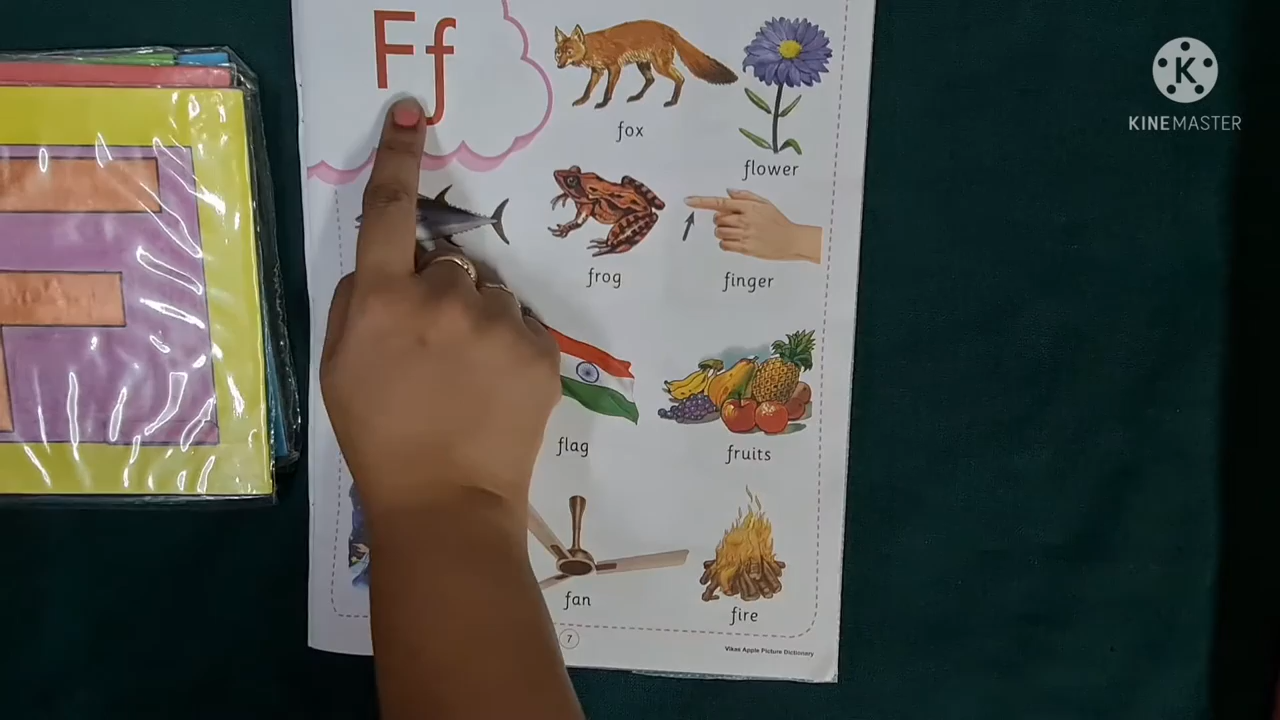 Ff
fox
flower
frog
finger
flag
fruits
fan
fire
7
Vikas Apple Picture Dictionary
K
KINEMASTER